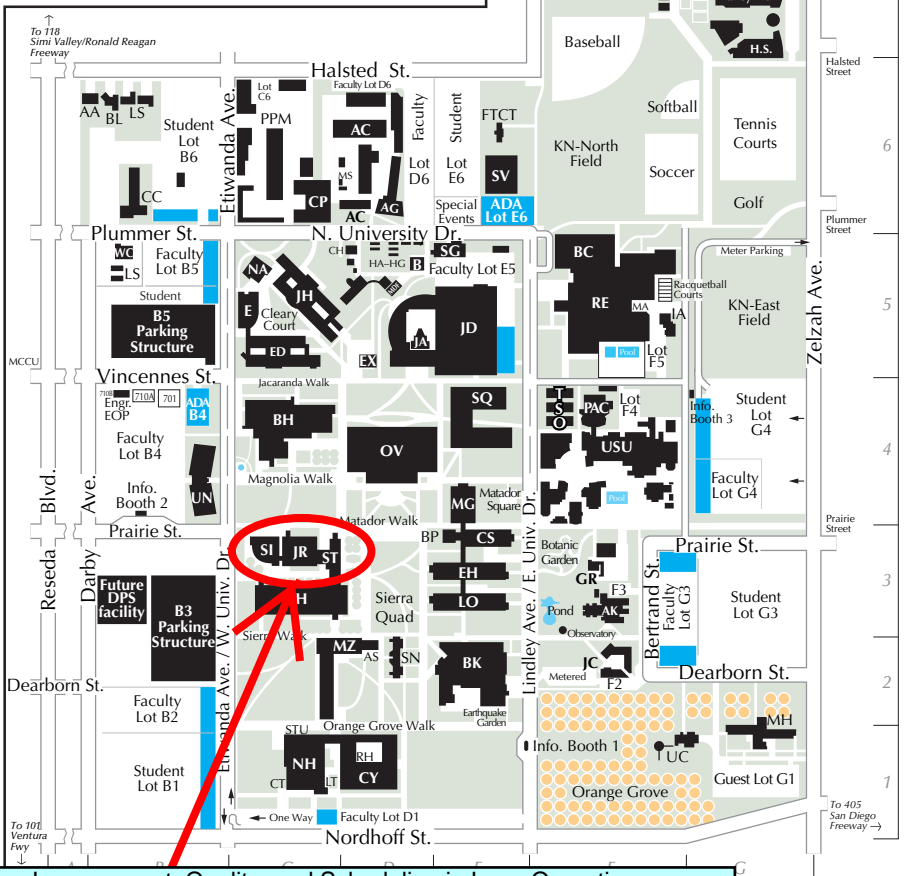 To 118
Simi Valley/Ronald Reagan
Freeway
Halsted St.
Halsted
Street
Baseball
H.S.
Softball
Tennis
Courts
KN-North
Field
Soccer
Golf
6
AA
BL
LS
Student
Lot
B6
CC
Etiwanda Ave.
Lot
C6
PPM
CP
Faculty Lot D6
AC
MS
AC
AG
Faculty
Lot
D6
Student
Lot
E6
FTCT
SV
Special
Events
ADA
Lot E6
Plummer St.
N. University Dr.
Plummer
Street
Meter Parking
WC
LS
Faculty
Lot B5
Student
B5
Parking
Structure
NA
JH
E
Cleary
Court
ED
CH
HA–HG
B
SG
Faculty Lot E5
JA
JD
EX
BC
RE
MA
Racquetball
Courts
IA
Pool
Lot
F5
KN-East
Field
Zelzah Ave.
5
MCCU
Vincennes St.
Jacaranda Walk
710B
Engr.
EOP
710A
701
ADA
B4
Faculty
Lot B4
UN
Info.
Booth 2
BH
OV
SQ
Magnolia Walk
T
S
O
PAC
Lot
F4
USU
Pool
Info.
Booth 3
Student
Lot
G4
Faculty
Lot G4
4
MG
Matador
Square
Matador Walk
Prairie St.
Prairie
Street
Prairie St.
Reseda Blvd.
Darby Ave.
Etiwanda Ave. / W. Univ. Dr.
Lindley Ave. / E. Univ. Dr.
SI
JR
ST
BP
CS
EH
LO
Botanic
Garden
GR
F3
AK
Pond
Observatory
Bertrand St.
Faculty
Lot G3
Student
Lot G3
3
Future
DPS
facility
B3
Parking
Structure
H
Sierra Walk
Sierra
Quad
MZ
AS
SN
BK
Earthquake
Garden
JC
Metered
F2
Dearborn St.
Dearborn St.
2
Faculty
Lot B2
Student
Lot B1
STU
Orange Grove Walk
NH
RH
CT
LT
CY
Info. Booth 1
UC
MH
Orange Grove
Guest Lot G1
1
One Way
Faculty Lot D1
Nordhoff St.
To 101
Ventura
Fwy
To 405
San Diego
Freeway
G